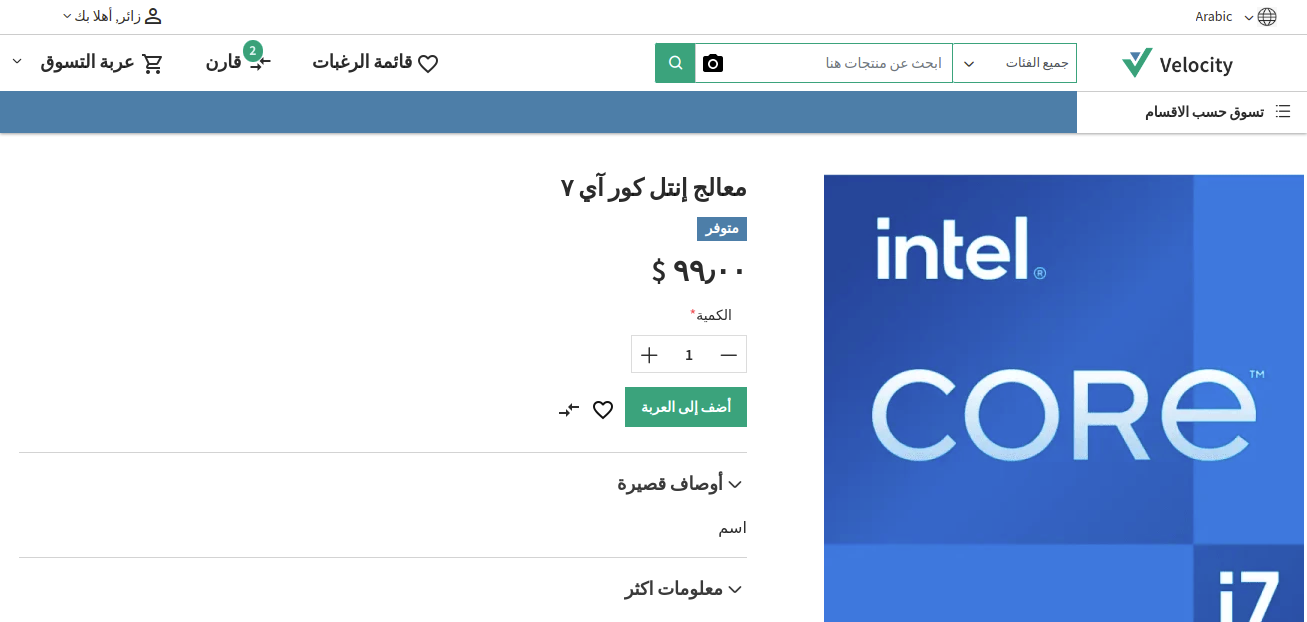 Arabic
زائر, أهلا بك
Velocity
جميع الفئات
ابحث عن منتجات هنا
قائمة الرغبات
قارن
2
عربة التسوق
تسوق حسب الاقسام
intel®
CORE™
i7
معالج إنتل كور آي ٧
متوفر
٩٩٫٠٠ $
الكمية*
1
أضف إلى العربة
أوصاف قصيرة
اسم
معلومات اكثر